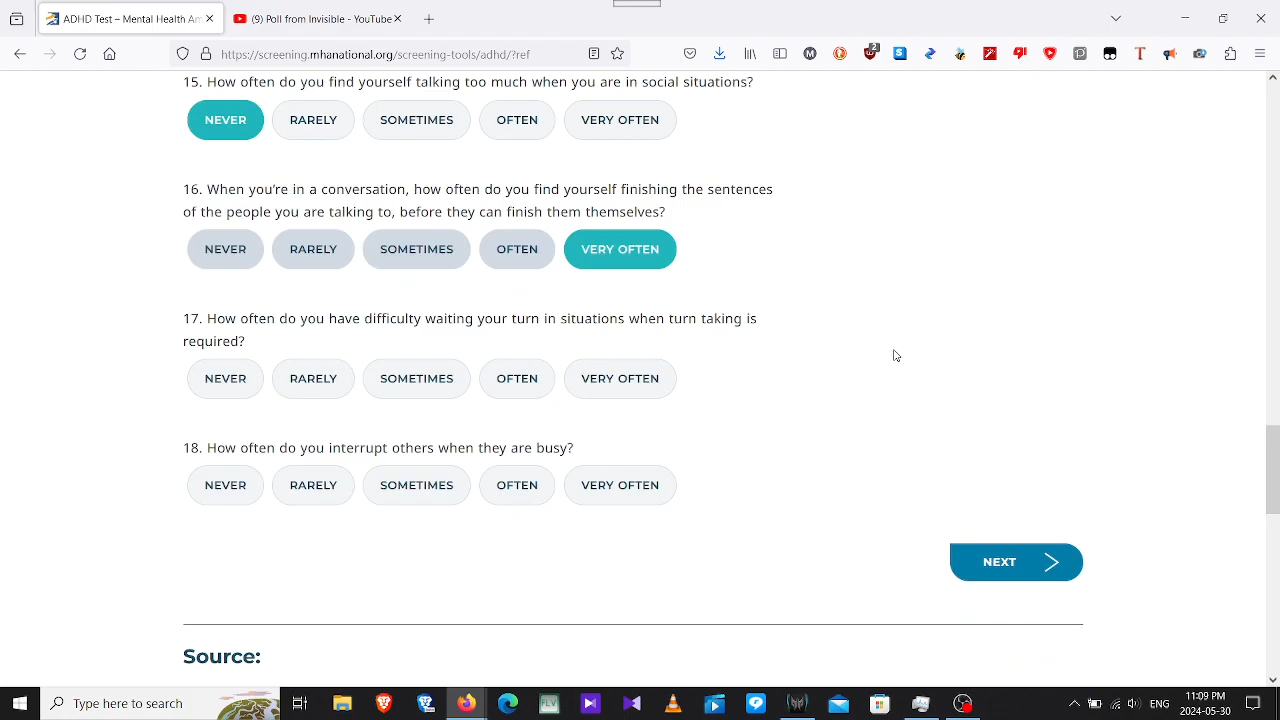 ADHD Test – Mental Health Am
(9) Poll from Invisible - YouTube
https://screening.mhanational.org/screening-tools/adhd/?ref
2
15. How often do you find yourself talking too much when you are in social situations?
NEVER RARELY SOMETIMES OFTEN VERY OFTEN
16. When you're in a conversation, how often do you find yourself finishing the sentences
of the people you are talking to, before they can finish them themselves?
NEVER RARELY SOMETIMES OFTEN VERY OFTEN
17. How often do you have difficulty waiting your turn in situations when turn taking is
required?
NEVER RARELY SOMETIMES OFTEN VERY OFTEN
18. How often do you interrupt others when they are busy?
NEVER RARELY SOMETIMES OFTEN VERY OFTEN
NEXT
Source:
Type here to search
FLV
ENG
11:09 PM
2024-05-30